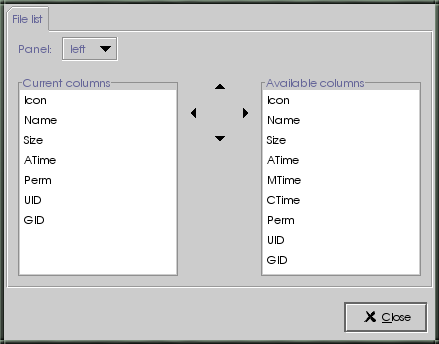 File list
Panel: left
Current columns
Icon
Name
Size
ATime
Perm
UID
GID
Available columns
Icon
Name
Size
ATime
MTime
CTime
Perm
UID
GID
Close